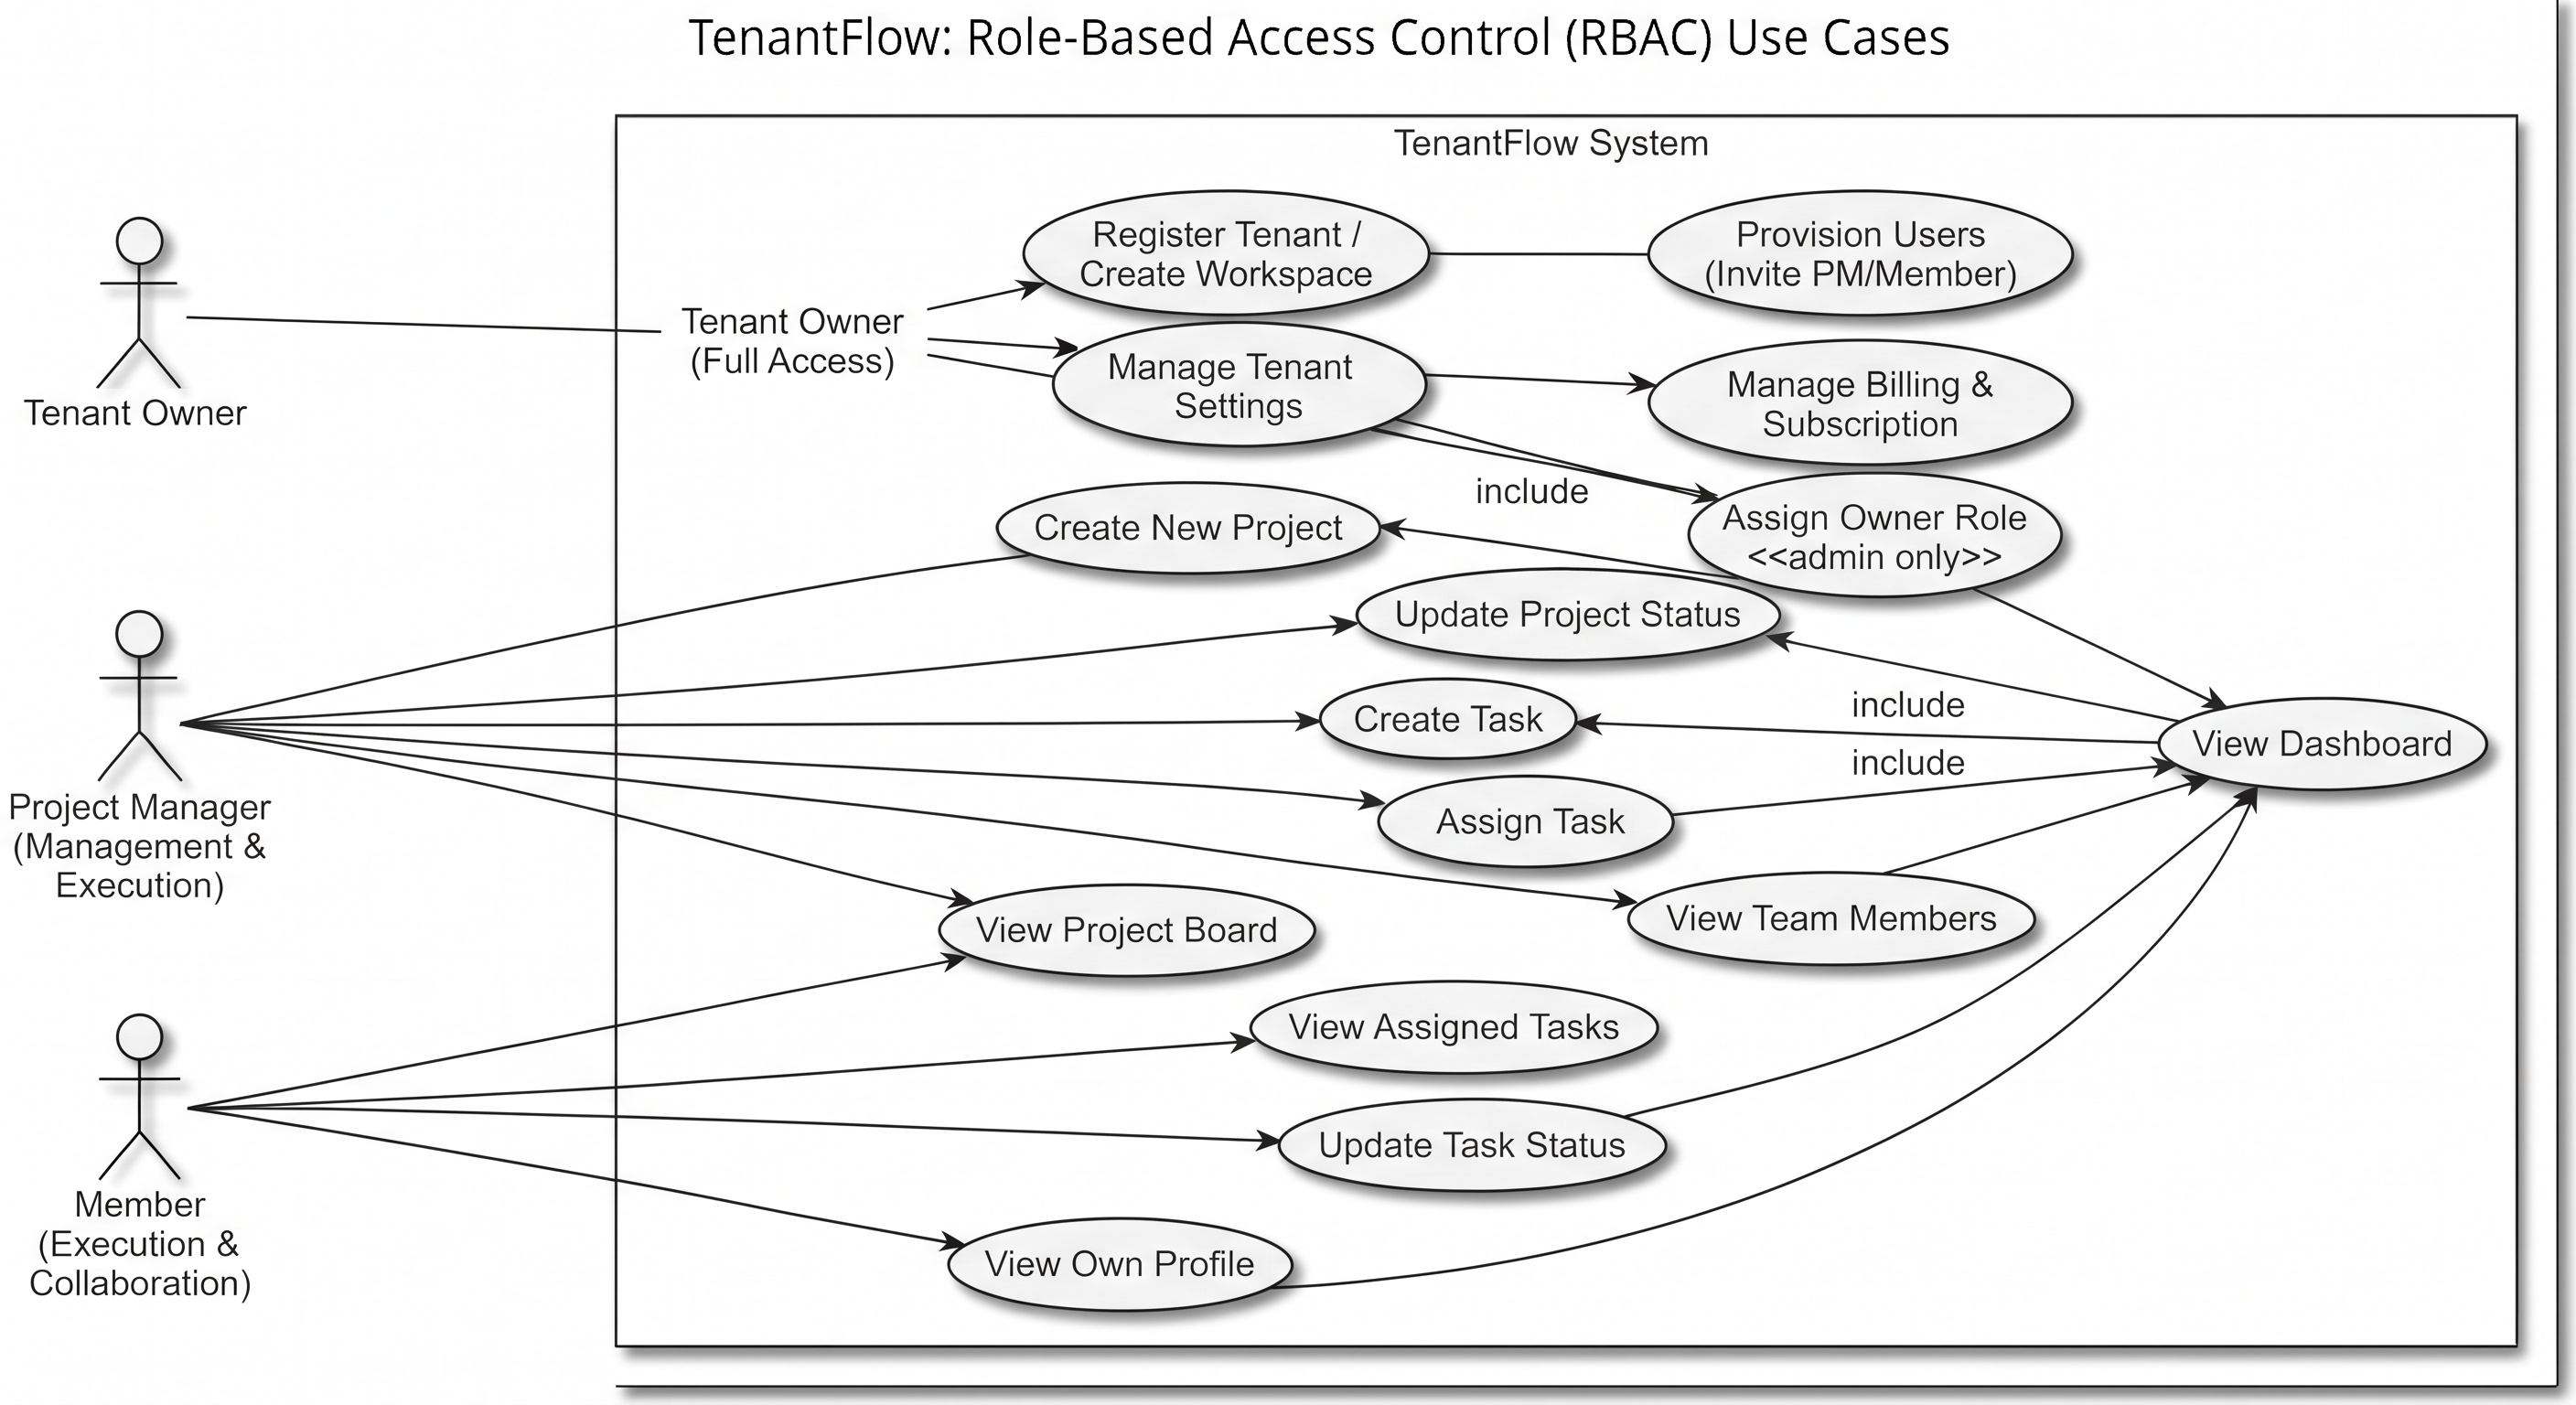 TenantFlow: Role-Based Access Control (RBAC) Use Cases
TenantFlow System
Tenant Owner
Tenant Owner
(Full Access)
Register Tenant /
Create Workspace
Provision Users
(Invite PM/Member)
Manage Tenant
Settings
Manage Billing &
Subscription
include
Assign Owner Role
<<admin only>>
Create New Project
Update Project Status
Project Manager
(Management &
Execution)
Create Task
include
View Dashboard
include
Assign Task
View Team Members
View Project Board
Member
(Execution &
Collaboration)
View Assigned Tasks
Update Task Status
View Own Profile